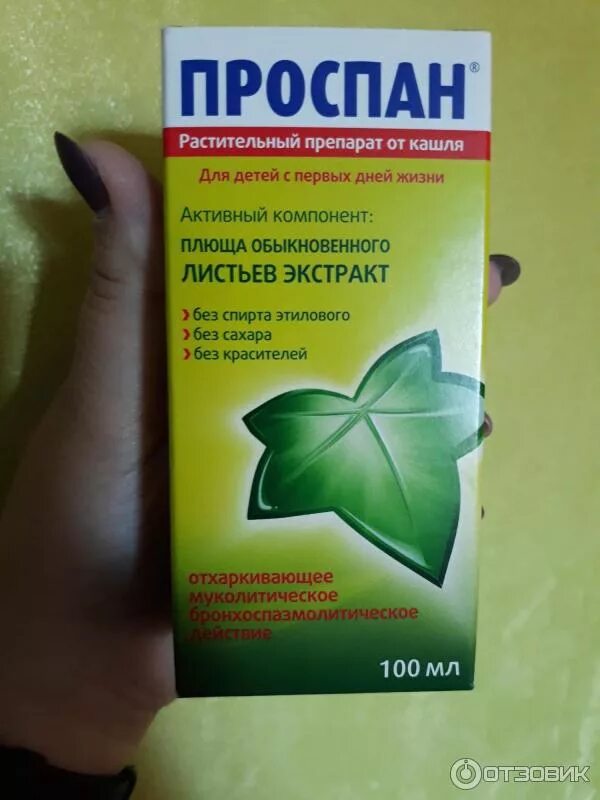 ПРОСПАН®
Растительный препарат от кашля
Для детей с первых дней жизни
Активный компонент:
ПЛЮЩА ОБЫКНОВЕННОГО
ЛИСТЬЕВ ЭКСТРАКТ
без спирта этилового
без сахара
без красителей
отхаркивающее
муколитическое
бронхоспазмолитическое
действие
100 мл
ОТЗОВИК